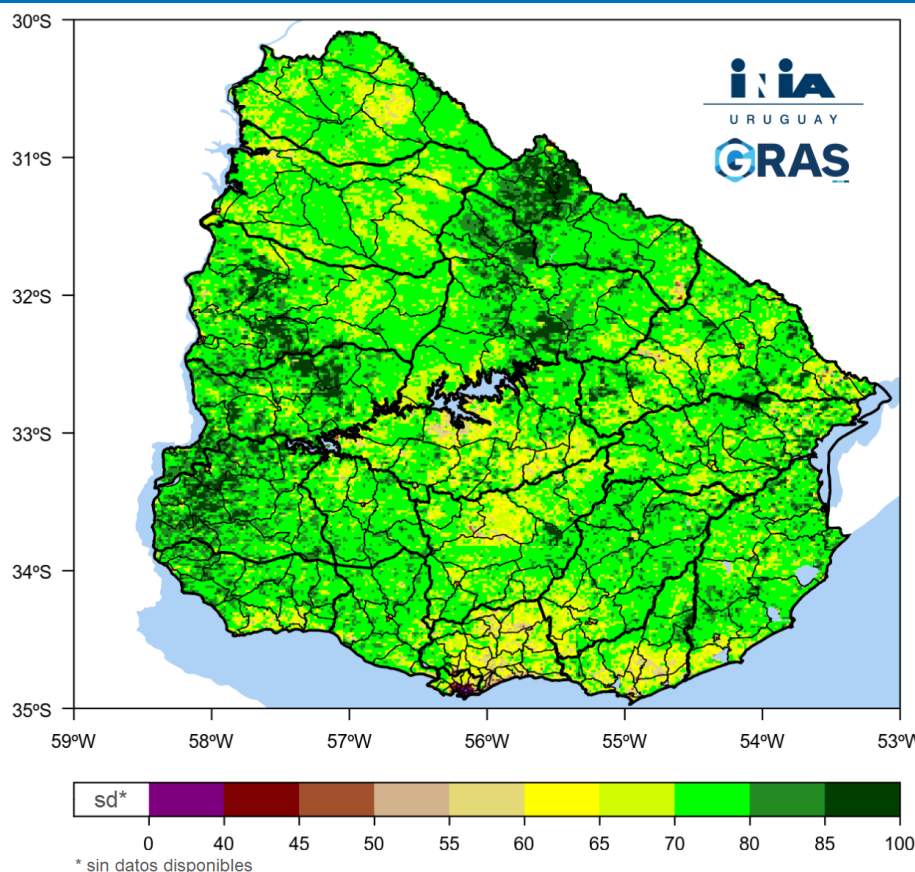 30ºS
31ºS
32ºS
33ºS
34ºS
35ºS
iNiA
URUGUAY
GRAS
59ºW 58ºW 57ºW 56ºW 55ºW 54ºW 53ºW
sd*
0 40 45 50 55 60 65 70 80 85 100
* sin datos disponibles